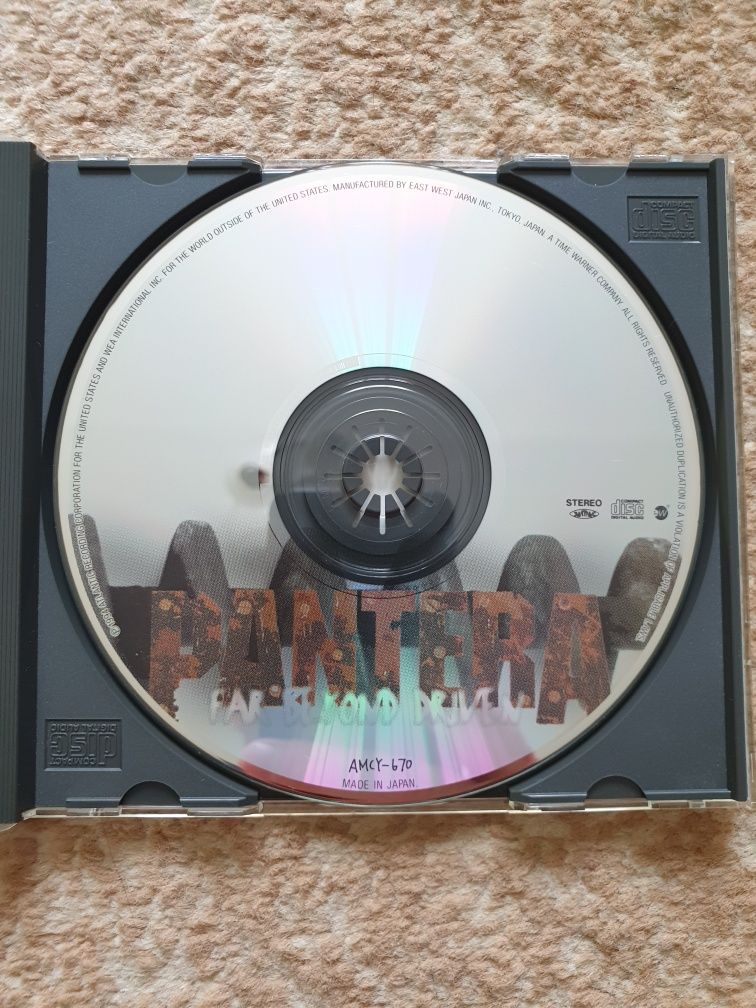 ℗ 1994 ATLANTIC RECORDING CORPORATION FOR THE UNITED STATES AND WEA INTERNATIONAL INC. FOR THE WORLD OUTSIDE OF THE UNITED STATES. MANUFACTURED BY EAST WEST JAPAN INC., TOKYO, JAPAN. A TIME WARNER COMPANY. ALL RIGHTS RESERVED. UNAUTHORIZED DUPLICATION IS A VIOLATION OF APPLICABLE LAWS.
COMPACT
disc
DIGITAL AUDIO
STEREO
COMPACT
disc
DIGITAL AUDIO
ew
PANTERA
FAR BEYOND DRIVEN
COMPACT
disc
DIGITAL AUDIO
AMCY-670
MADE IN JAPAN.